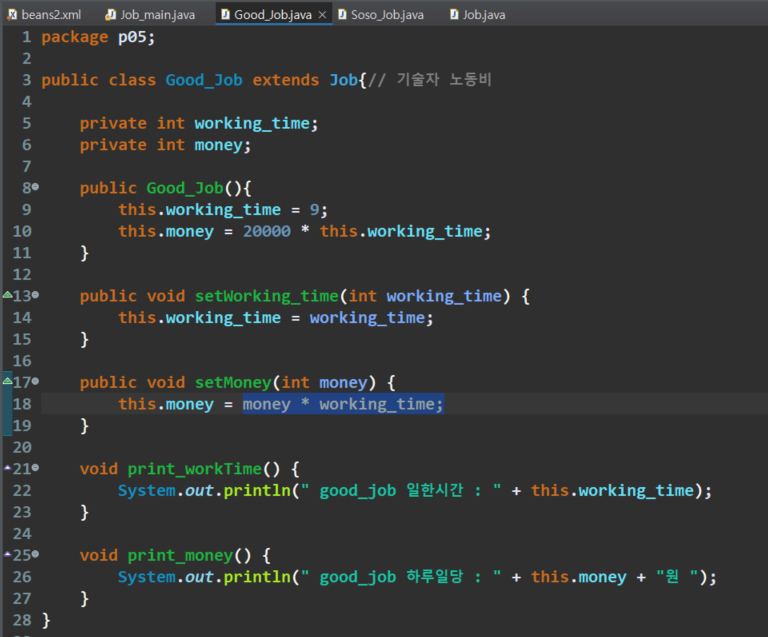 beans2.xml Job_main.java Good_Job.java Soso_Job.java Job.java
1 package p05;
2
3 public class Good_Job extends Job{// 기술자 노동비
4
5 private int working_time;
6 private int money;
7
8 public Good_Job(){
9 this.working_time = 9;
10 this.money = 20000 * this.working_time;
11 }
12
13 public void setWorking_time(int working_time) {
14 this.working_time = working_time;
15 }
16
17 public void setMoney(int money) {
18 this.money = money * working_time;
19 }
20
21 void print_workTime() {
22 System.out.println(" good_job 일한시간 : " + this.working_time);
23 }
24
25 void print_money() {
26 System.out.println(" good_job 하루일당 : " + this.money + "원 ");
27 }
28 }